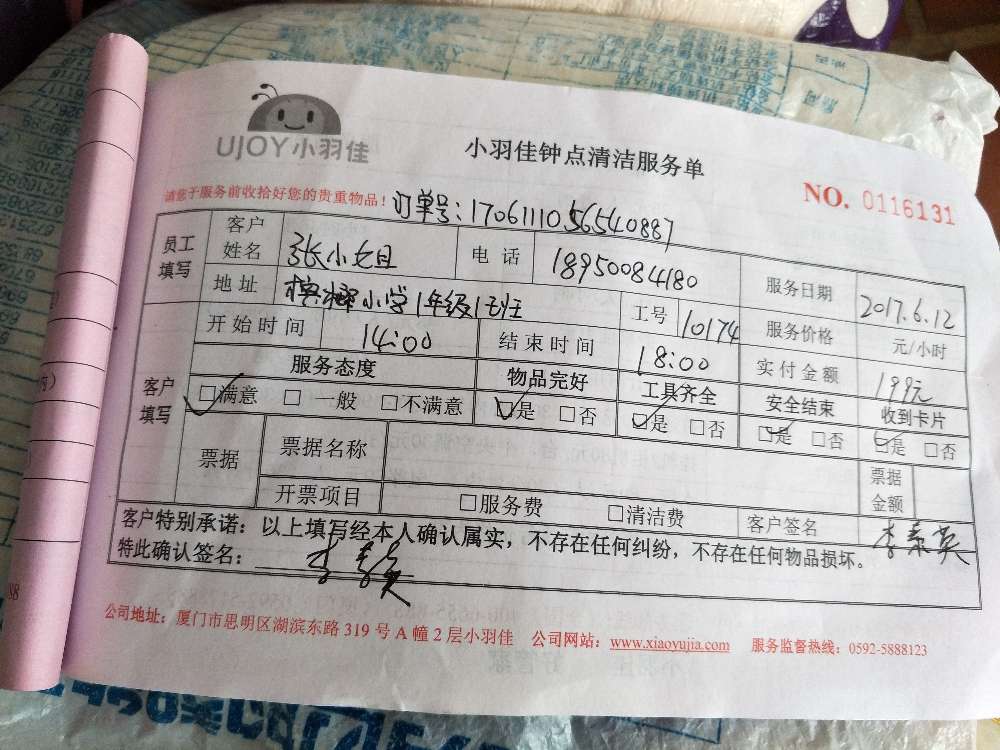 UJOY小羽佳
小羽佳钟点清洁服务单
NO. 0116131
请您于服务前收拾好您的贵重物品！ 订单号：17061110565540887
员工填写 客户姓名 张小姐 电话 18950084180 服务日期 2017.6.12
地址 槟榔小学1年级1班 工号 10174 服务价格 元/小时
开始时间 14:00 结束时间 18:00 实付金额 199元
客户填写 服务态度 物品完好 工具齐全 安全结束 收到卡片
☑满意 □一般 □不满意 ☑是 □否 ☑是 □否 ☑是 □否 ☑是 □否
票据 票据名称 票据金额
开票项目 □服务费 □清洁费 客户签名 李素英
客户特别承诺：以上填写经本人确认属实，不存在任何纠纷，不存在任何物品损坏。
特此确认签名： 李素英
公司地址：厦门市思明区湖滨东路 319 号 A 幢 2 层小羽佳 公司网站：www.xiaoyujia.com 服务监督热线：0592-5888123